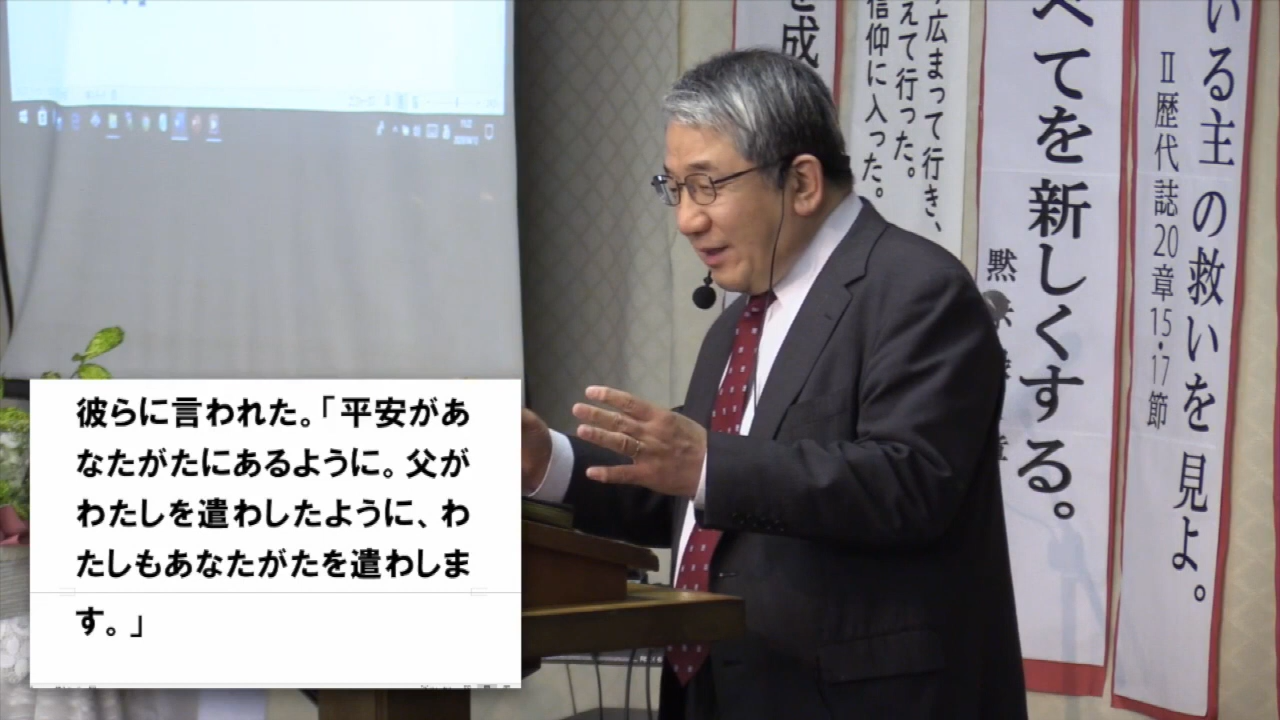 彼らに言われた。「平安があ
なたがたにあるように。父が
わたしを遣わしたように、わ
たしもあなたがたを遣わしま
す。」
いる主の救いを見よ。
Ⅱ歴代誌20章15・17節
べてを新しくする。
黙
広まって行き、
えて行った。
信仰に入った。
を成